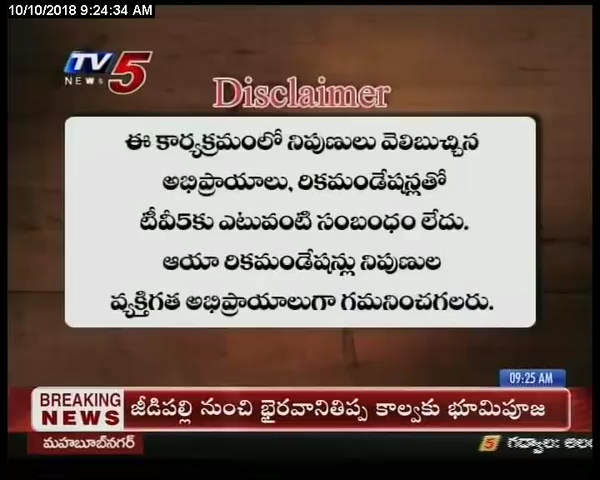 10/10/2018 9:24:34 AM
TV5
NEWS
Disclaimer
ఈ కార్యక్రమంలో నిపుణులు వెలిబుచ్చిన
అభిప్రాయాలు, రికమండేషన్లతో
టీవీ5కు ఎటువంటి సంబంధం లేదు.
ఆయా రికమండేషన్లు నిపుణుల
వ్యక్తిగత అభిప్రాయాలుగా గమనించగలరు.
09:25 AM
BREAKING
NEWS
జీడిపల్లి నుంచి భైరవానితిప్ప కాల్వకు భూమిపూజ
మహబూబ్‌నగర్
5 గద్వాల: